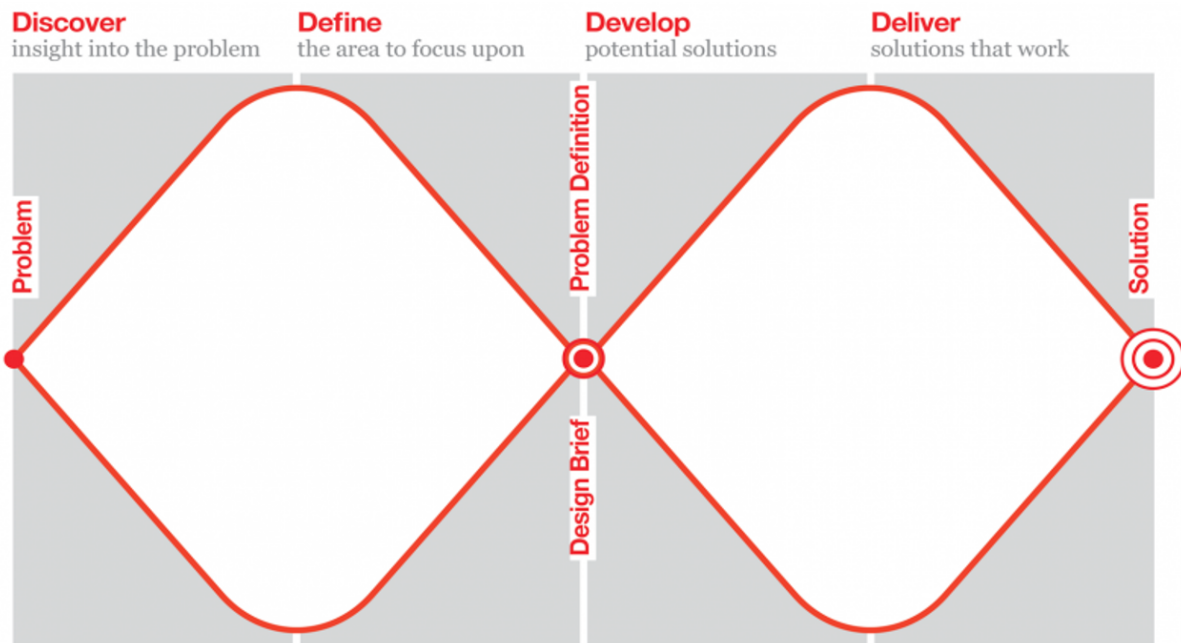 Discover
insight into the problem
Define
the area to focus upon
Develop
potential solutions
Deliver
solutions that work
Problem
Problem Definition
Design Brief
Solution